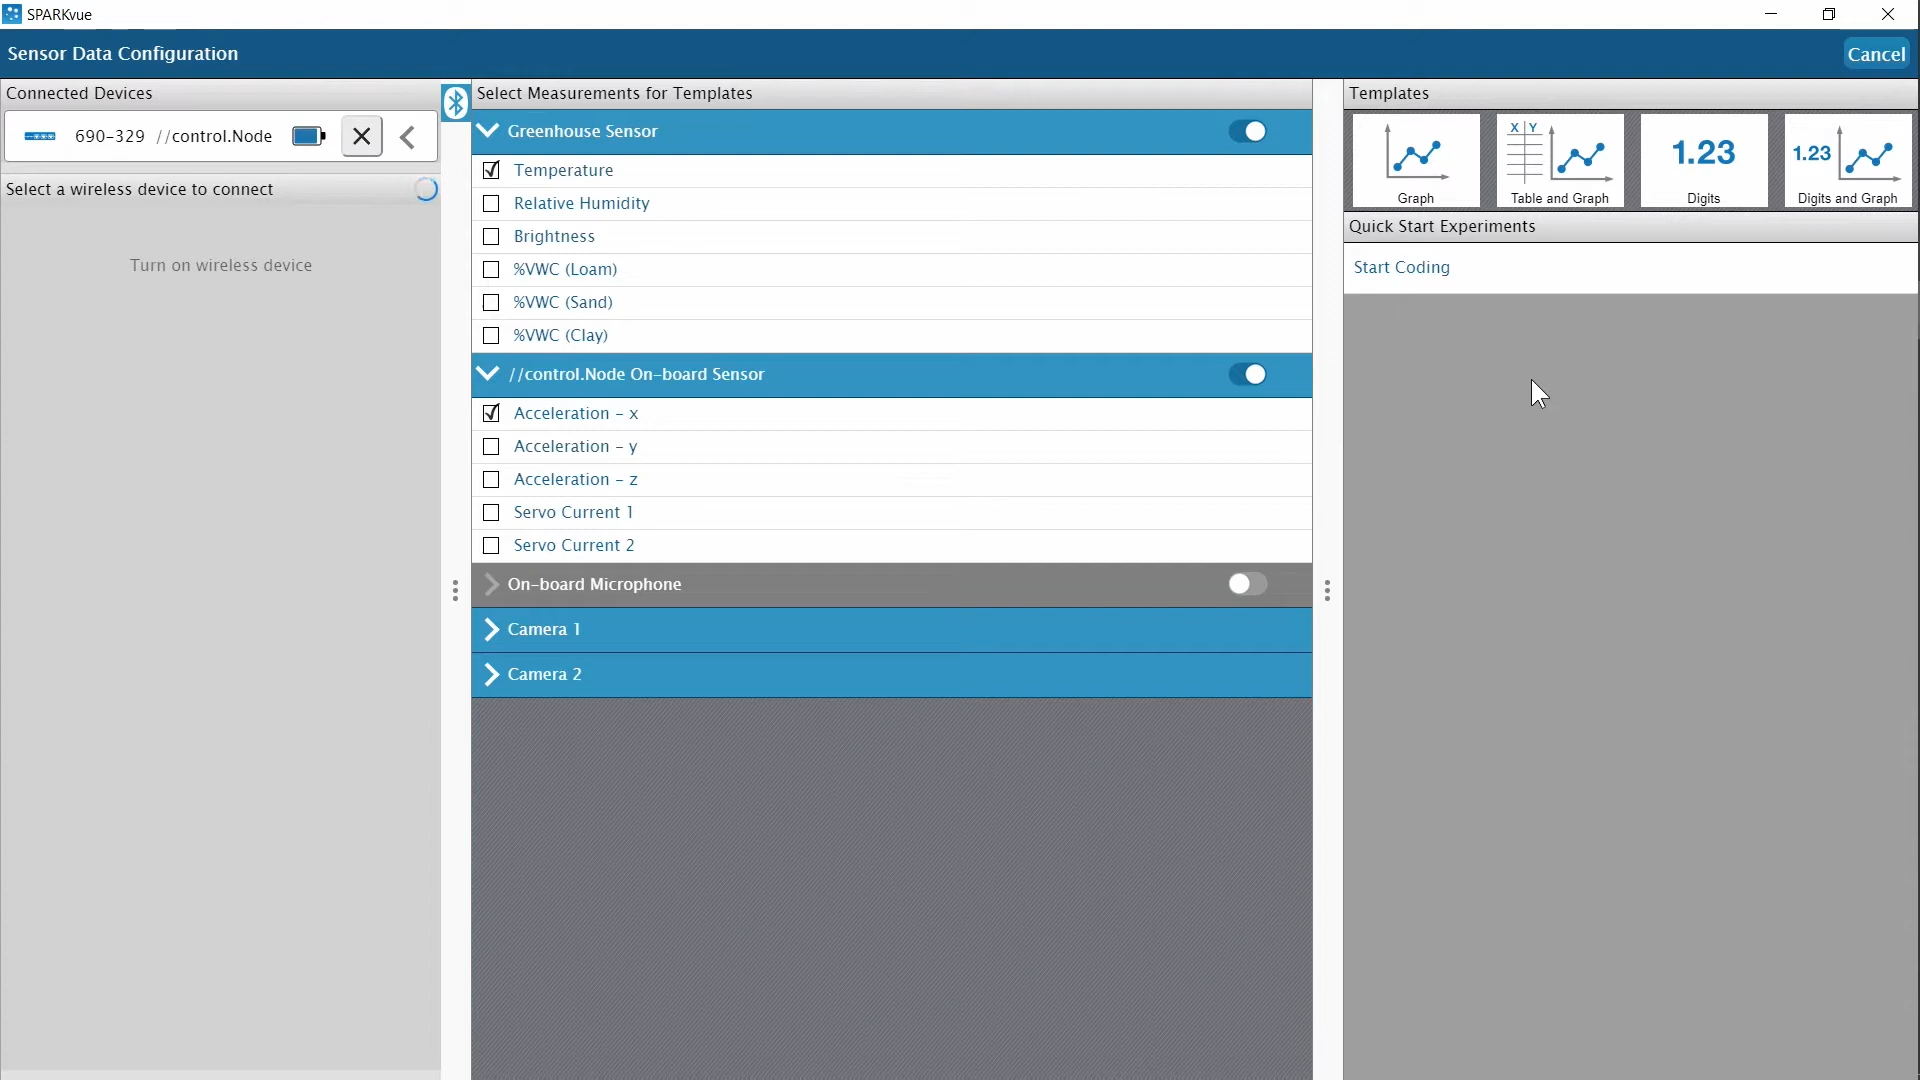 SPARKvue
Sensor Data Configuration
Cancel
Connected Devices
690-329 //control.Node
Select a wireless device to connect
Turn on wireless device
Select Measurements for Templates
Greenhouse Sensor
Temperature
Relative Humidity
Brightness
%VWC (Loam)
%VWC (Sand)
%VWC (Clay)
//control.Node On-board Sensor
Acceleration - x
Acceleration - y
Acceleration - z
Servo Current 1
Servo Current 2
On-board Microphone
Camera 1
Camera 2
Templates
Graph
X Y
Table and Graph
1.23
Digits
1.23
Digits and Graph
Quick Start Experiments
Start Coding